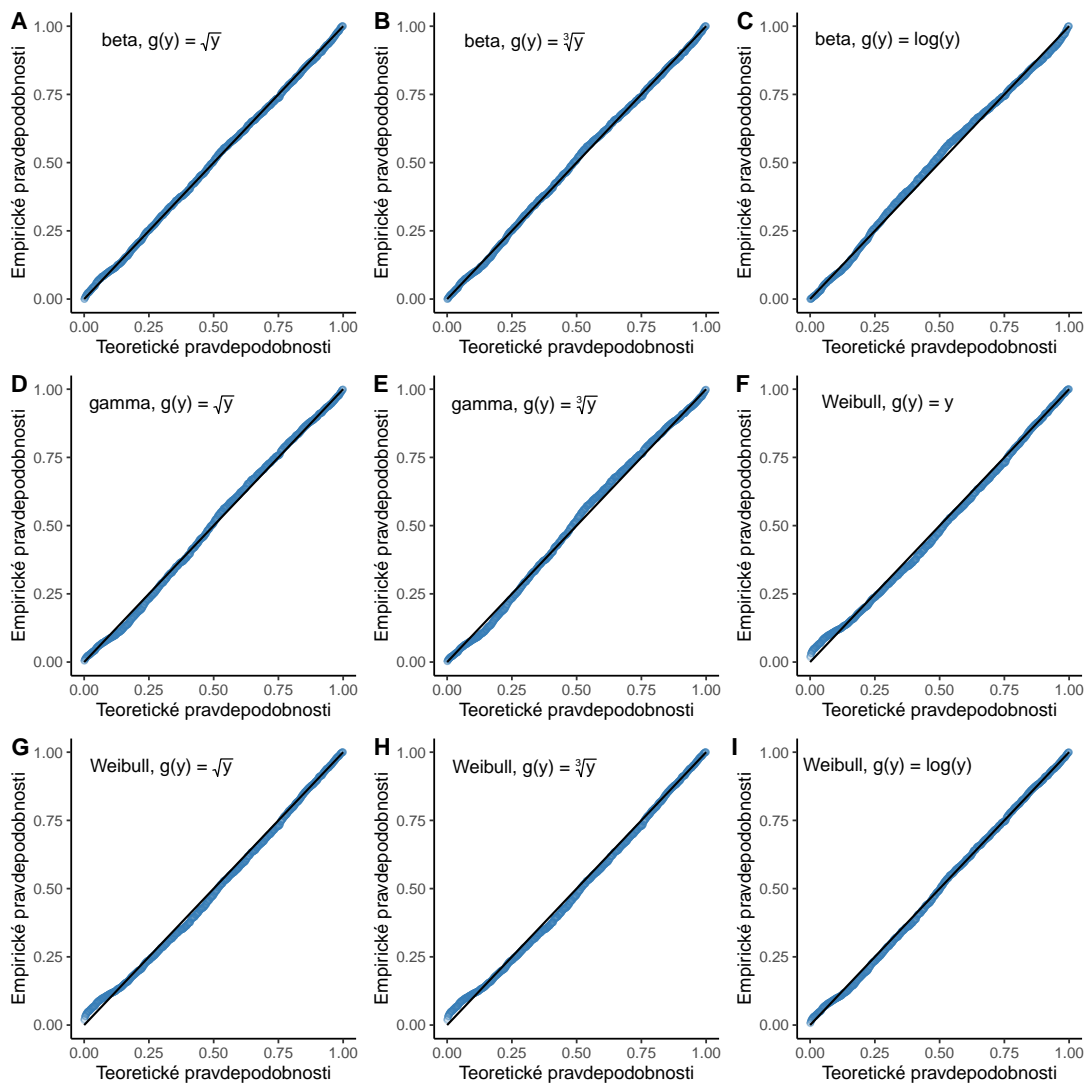 A
beta, g(y) = √y
Empirické pravdepodobnosti
1.00
0.75
0.50
0.25
0.00
0.00 0.25 0.50 0.75 1.00
Teoretické pravdepodobnosti
B
beta, g(y) = ∛y
Empirické pravdepodobnosti
1.00
0.75
0.50
0.25
0.00
0.00 0.25 0.50 0.75 1.00
Teoretické pravdepodobnosti
C
beta, g(y) = log(y)
Empirické pravdepodobnosti
1.00
0.75
0.50
0.25
0.00
0.00 0.25 0.50 0.75 1.00
Teoretické pravdepodobnosti
D
gamma, g(y) = √y
Empirické pravdepodobnosti
1.00
0.75
0.50
0.25
0.00
0.00 0.25 0.50 0.75 1.00
Teoretické pravdepodobnosti
E
gamma, g(y) = ∛y
Empirické pravdepodobnosti
1.00
0.75
0.50
0.25
0.00
0.00 0.25 0.50 0.75 1.00
Teoretické pravdepodobnosti
F
Weibull, g(y) = y
Empirické pravdepodobnosti
1.00
0.75
0.50
0.25
0.00
0.00 0.25 0.50 0.75 1.00
Teoretické pravdepodobnosti
G
Weibull, g(y) = √y
Empirické pravdepodobnosti
1.00
0.75
0.50
0.25
0.00
0.00 0.25 0.50 0.75 1.00
Teoretické pravdepodobnosti
H
Weibull, g(y) = ∛y
Empirické pravdepodobnosti
1.00
0.75
0.50
0.25
0.00
0.00 0.25 0.50 0.75 1.00
Teoretické pravdepodobnosti
I
Weibull, g(y) = log(y)
Empirické pravdepodobnosti
1.00
0.75
0.50
0.25
0.00
0.00 0.25 0.50 0.75 1.00
Teoretické pravdepodobnosti